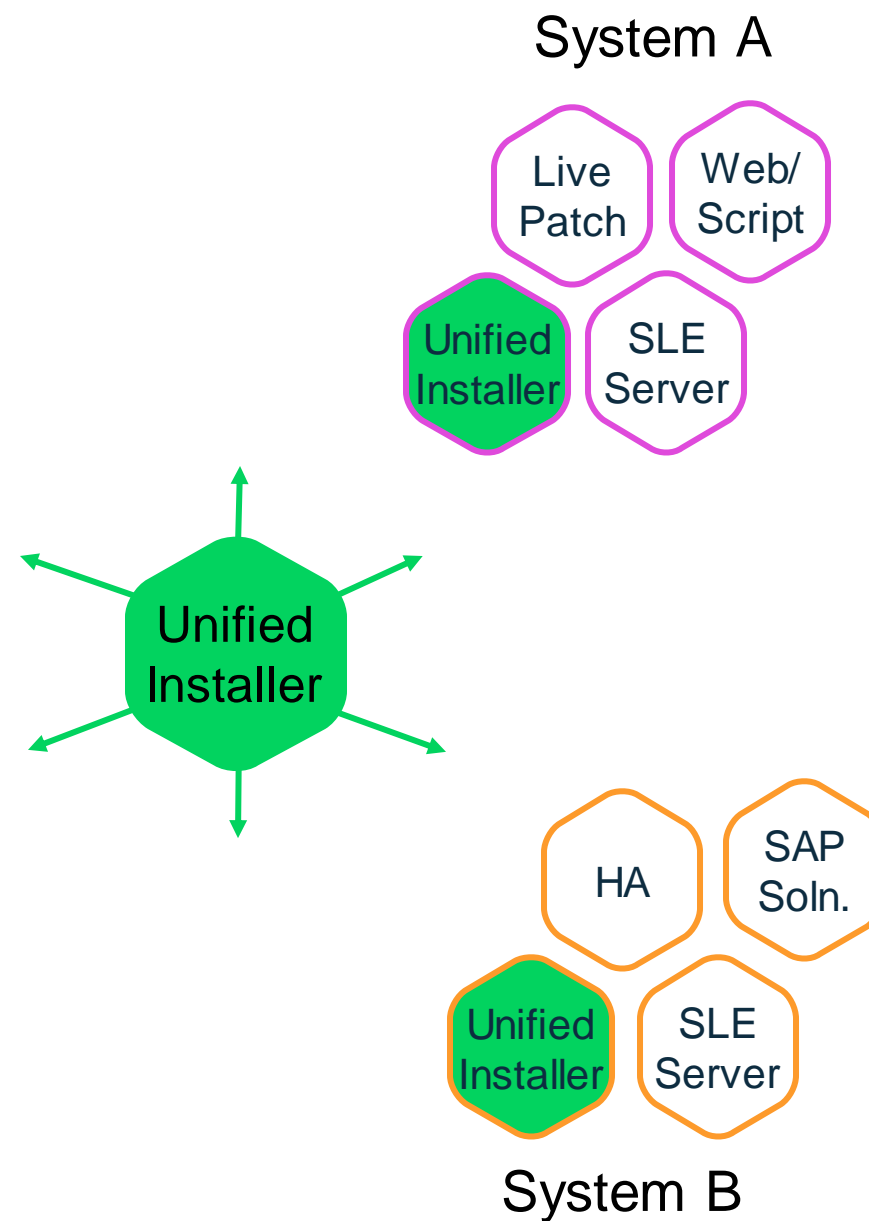 System A
Live
Patch
Web/
Script
Unified
Installer
SLE
Server
Unified
Installer
HA
SAP
Soln.
Unified
Installer
SLE
Server
System B